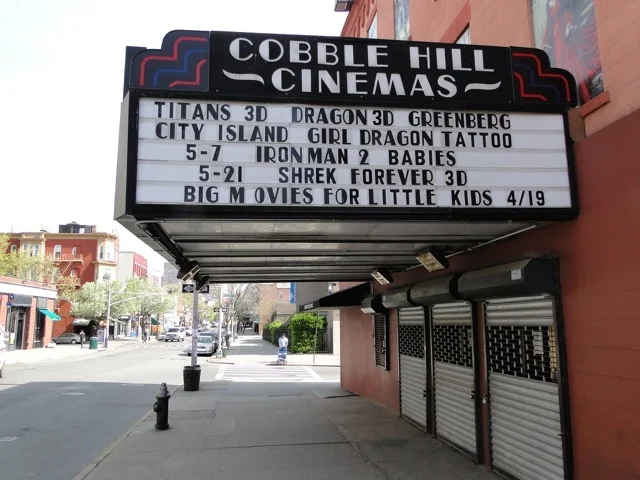 COBBLE HILL
CINEMAS
TITANS 3D DRAGON 3D GREENBERG
CITY ISLAND GIRL DRAGON TATTOO
5-7 IRON MAN 2 BABIES
5-21 SHREK FOREVER 3D
BIG M OVIES FOR LITTLE KIDS 4/19